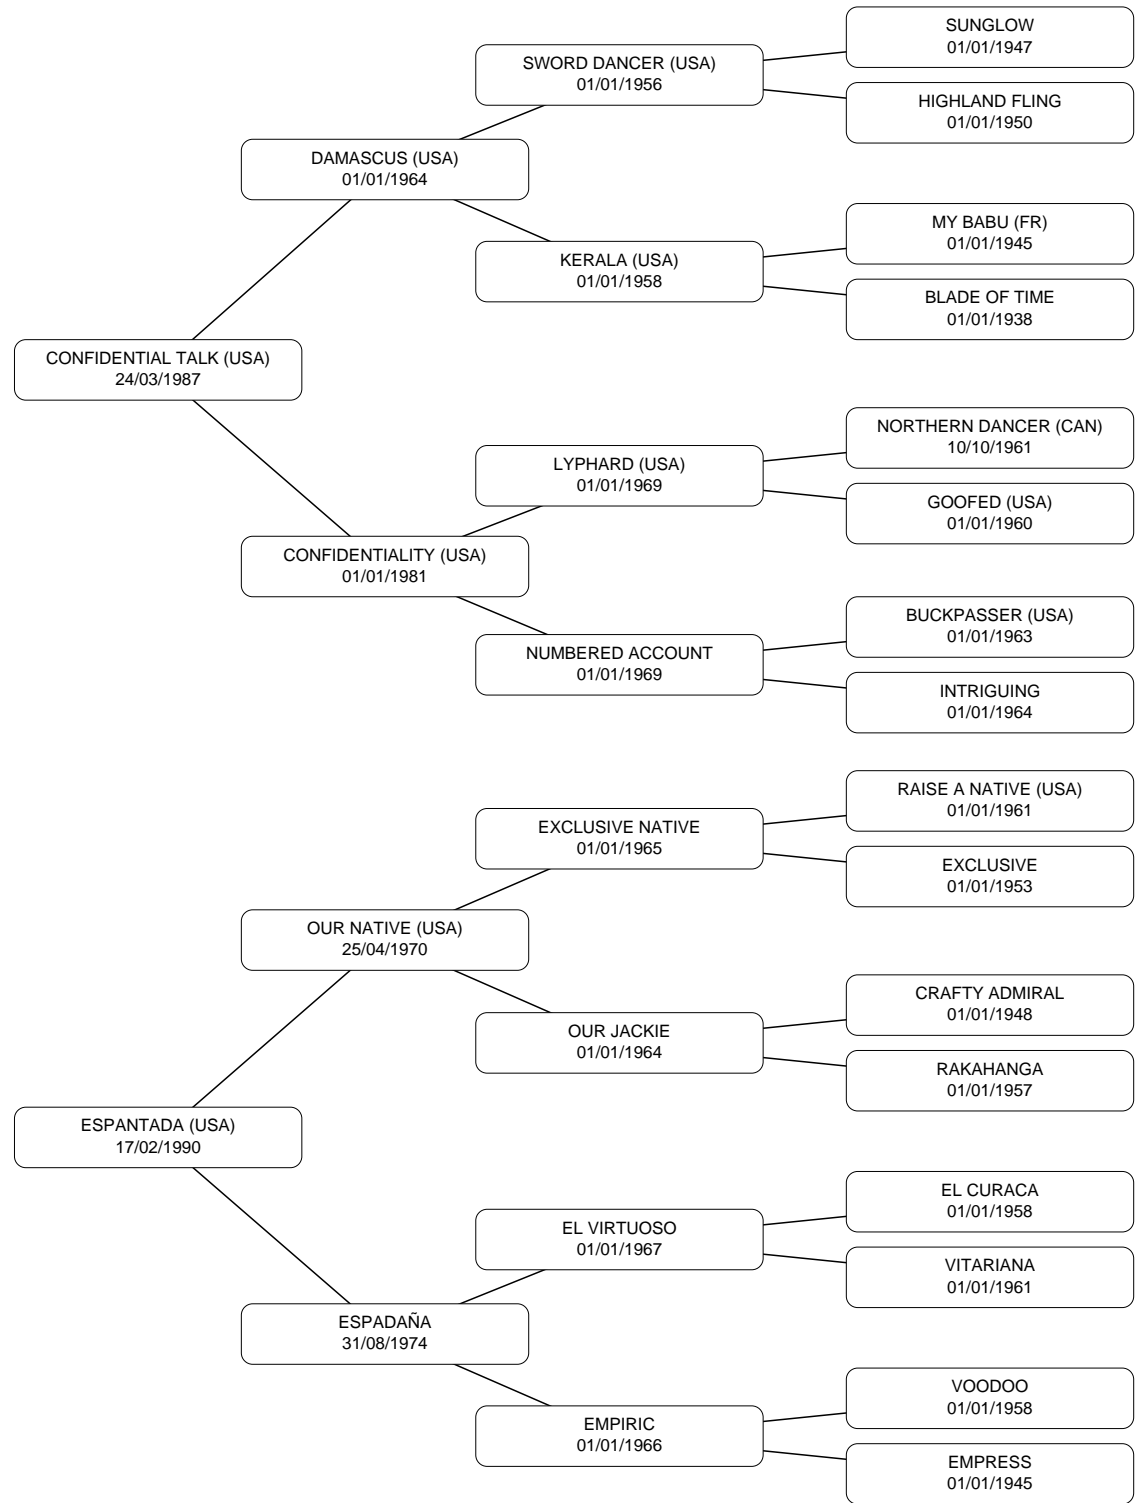 SUNGLOW
01/01/1947
SWORD DANCER (USA)
01/01/1956
HIGHLAND FLING
01/01/1950
DAMASCUS (USA)
01/01/1964
MY BABU (FR)
01/01/1945
KERALA (USA)
01/01/1958
BLADE OF TIME
01/01/1938
CONFIDENTIAL TALK (USA)
24/03/1987
NORTHERN DANCER (CAN)
10/10/1961
LYPHARD (USA)
01/01/1969
GOOFED (USA)
01/01/1960
CONFIDENTIALITY (USA)
01/01/1981
BUCKPASSER (USA)
01/01/1963
NUMBERED ACCOUNT
01/01/1969
INTRIGUING
01/01/1964
RAISE A NATIVE (USA)
01/01/1961
EXCLUSIVE NATIVE
01/01/1965
EXCLUSIVE
01/01/1953
OUR NATIVE (USA)
25/04/1970
CRAFTY ADMIRAL
01/01/1948
OUR JACKIE
01/01/1964
RAKAHANGA
01/01/1957
ESPANTADA (USA)
17/02/1990
EL CURACA
01/01/1958
EL VIRTUOSO
01/01/1967
VITARIANA
01/01/1961
ESPADAÑA
31/08/1974
VOODOO
01/01/1958
EMPIRIC
01/01/1966
EMPRESS
01/01/1945